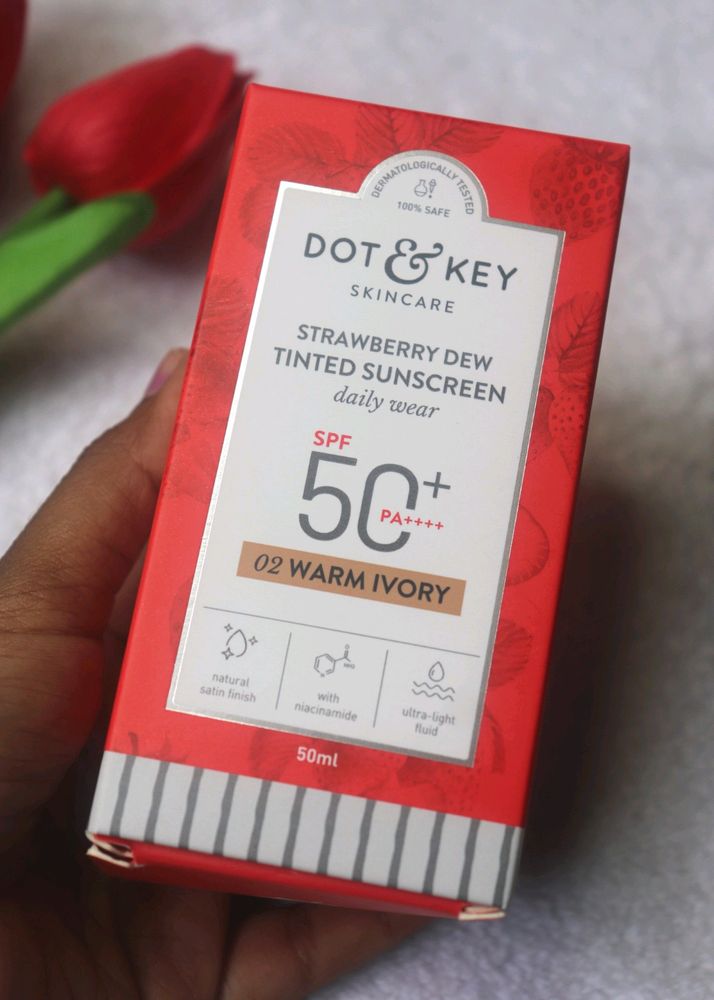 DERMATOLOGICALLY TESTED
100% SAFE
DOT & KEY
SKINCARE
STRAWBERRY DEW
TINTED SUNSCREEN
daily wear
SPF
50+
PA++++
02 WARM IVORY
natural
satin finish
with
niacinamide
ultra-light
fluid
50ml